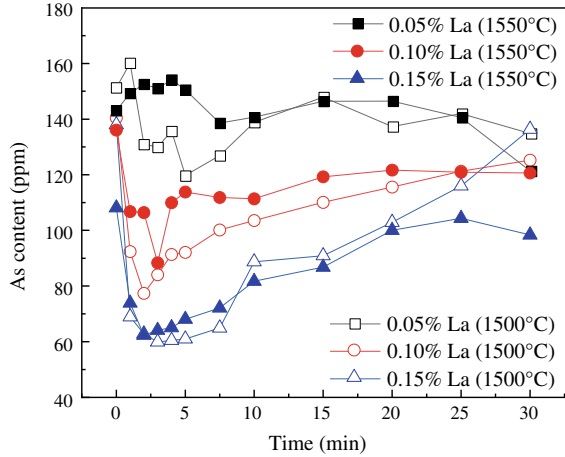 180
160
140
120
100
80
60
40
As content (ppm)
0.05% La (1550°C)
0.10% La (1550°C)
0.15% La (1550°C)
0.05% La (1500°C)
0.10% La (1500°C)
0.15% La (1500°C)
0 5 10 15 20 25 30
Time (min)